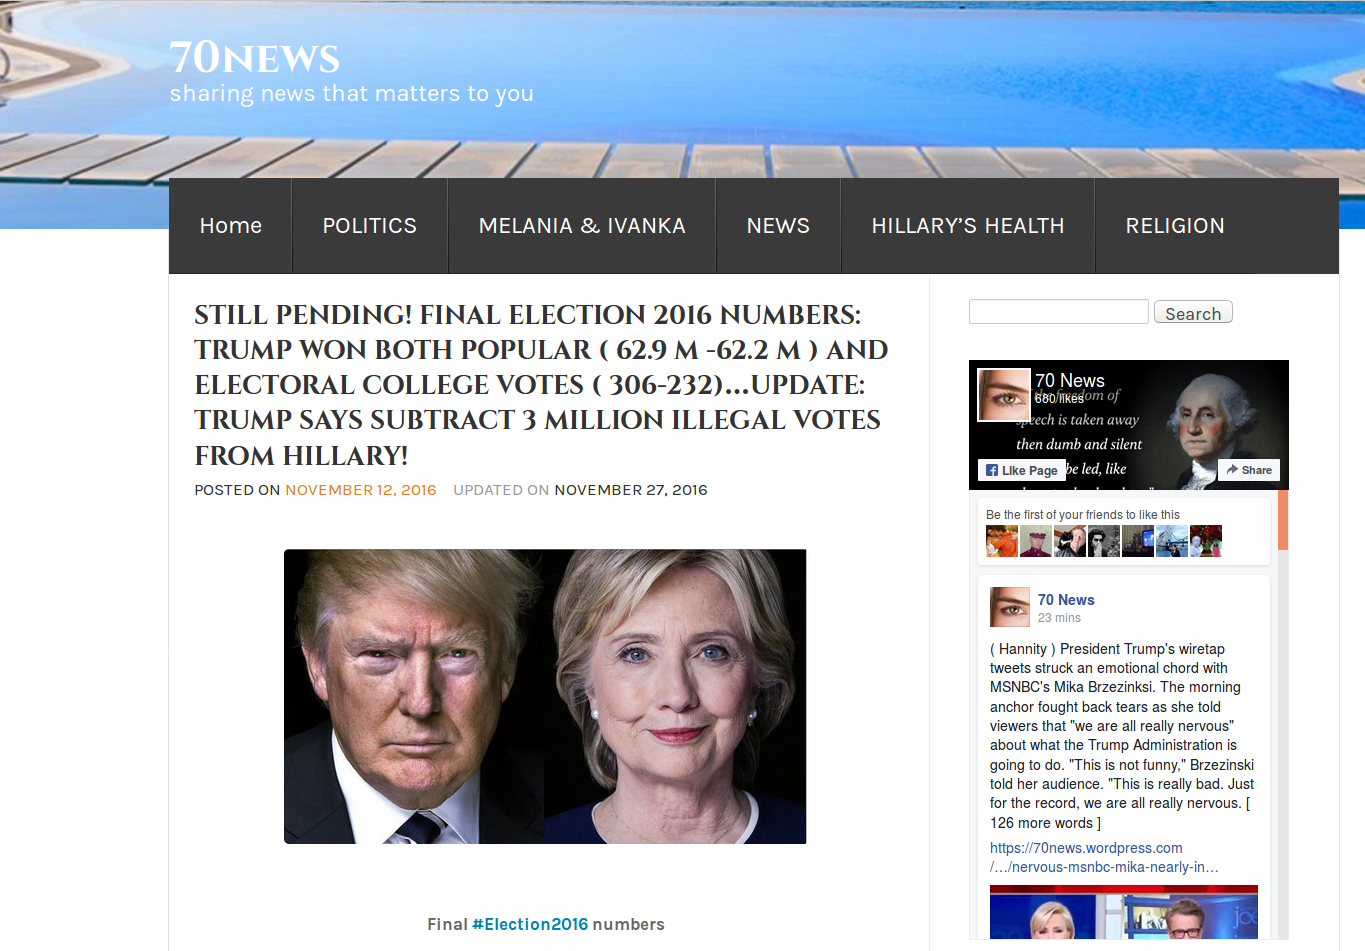 70NEWS
sharing news that matters to you
Home
POLITICS
MELANIA & IVANKA
NEWS
HILLARY'S HEALTH
RELIGION
STILL PENDING! FINAL ELECTION 2016 NUMBERS:
TRUMP WON BOTH POPULAR ( 62.9 M -62.2 M ) AND
ELECTORAL COLLEGE VOTES ( 306-232)...UPDATE:
TRUMP SAYS SUBTRACT 3 MILLION ILLEGAL VOTES
FROM HILLARY!
POSTED ON NOVEMBER 12, 2016 UPDATED ON NOVEMBER 27, 2016
Final #Election2016 numbers
Search
70 News
660 likes
freedom of
speech is taken away
then dumb and silent
be led, like
Like Page
Share
Be the first of your friends to like this
70 News
23 mins
( Hannity ) President Trump's wiretap
tweets struck an emotional chord with
MSNBC's Mika Brzezinksi. The morning
anchor fought back tears as she told
viewers that "we are all really nervous"
about what the Trump Administration is
going to do. "This is not funny," Brzezinski
told her audience. "This is really bad. Just
for the record, we are all really nervous. [
126 more words ]
https://70news.wordpress.com
/…/nervous-msnbc-mika-nearly-in…
joe